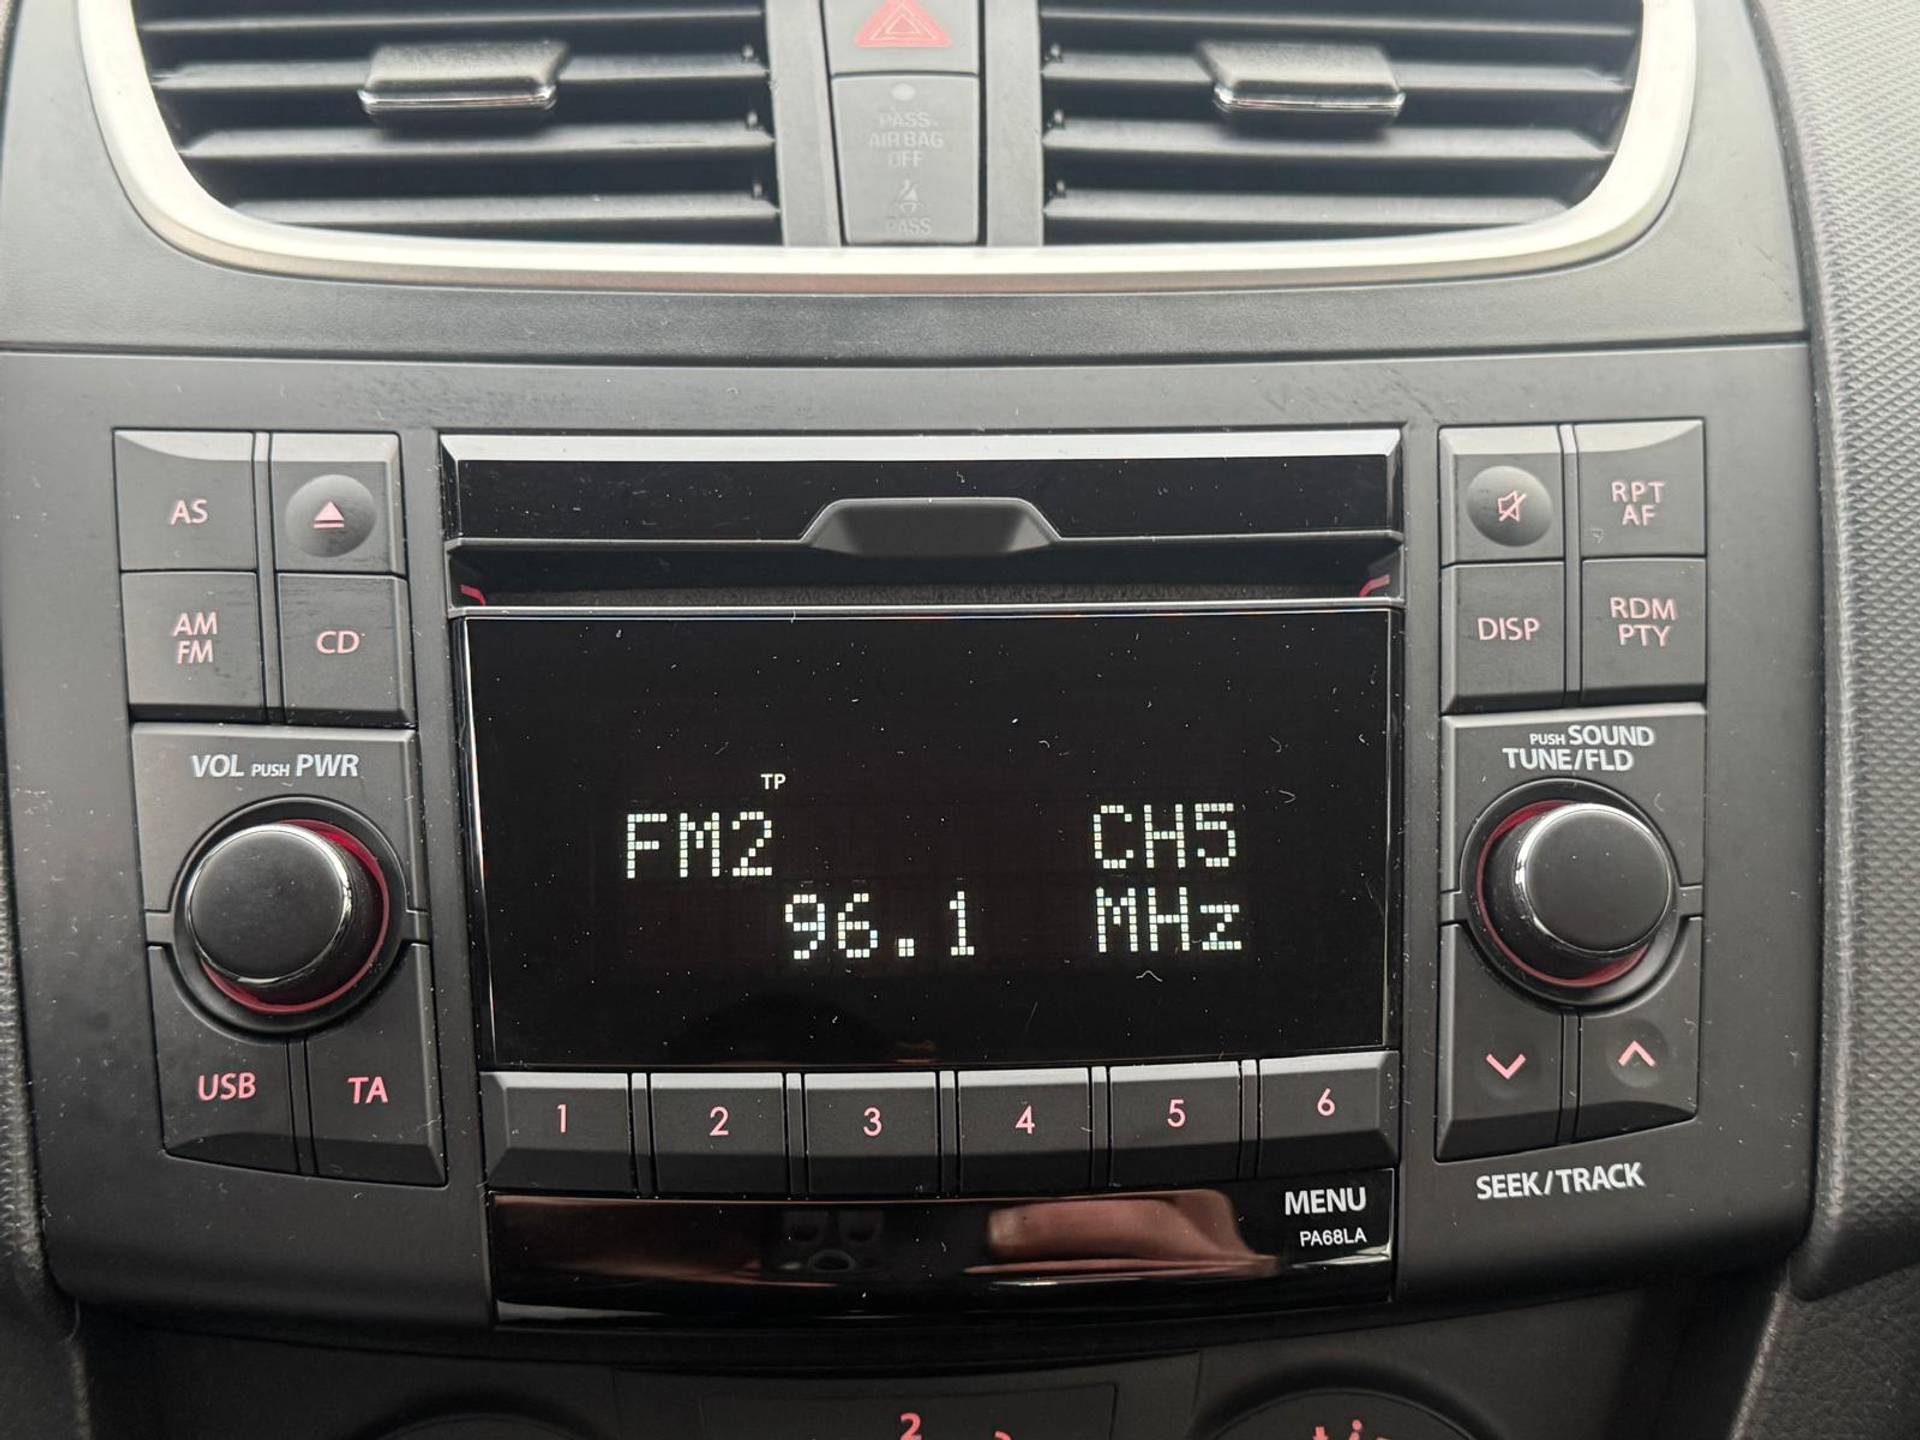 PASS
AIR BAG
OFF
PASS
AS
RPT
AF
AM
FM
CD
DISP
RDM
PTY
VOL PUSH PWR
PUSH SOUND
TUNE/FLD
TP
FM2 CH5
96.1 MHz
USB
TA
1 2 3 4 5 6
MENU
PA68LA
SEEK/TRACK
2